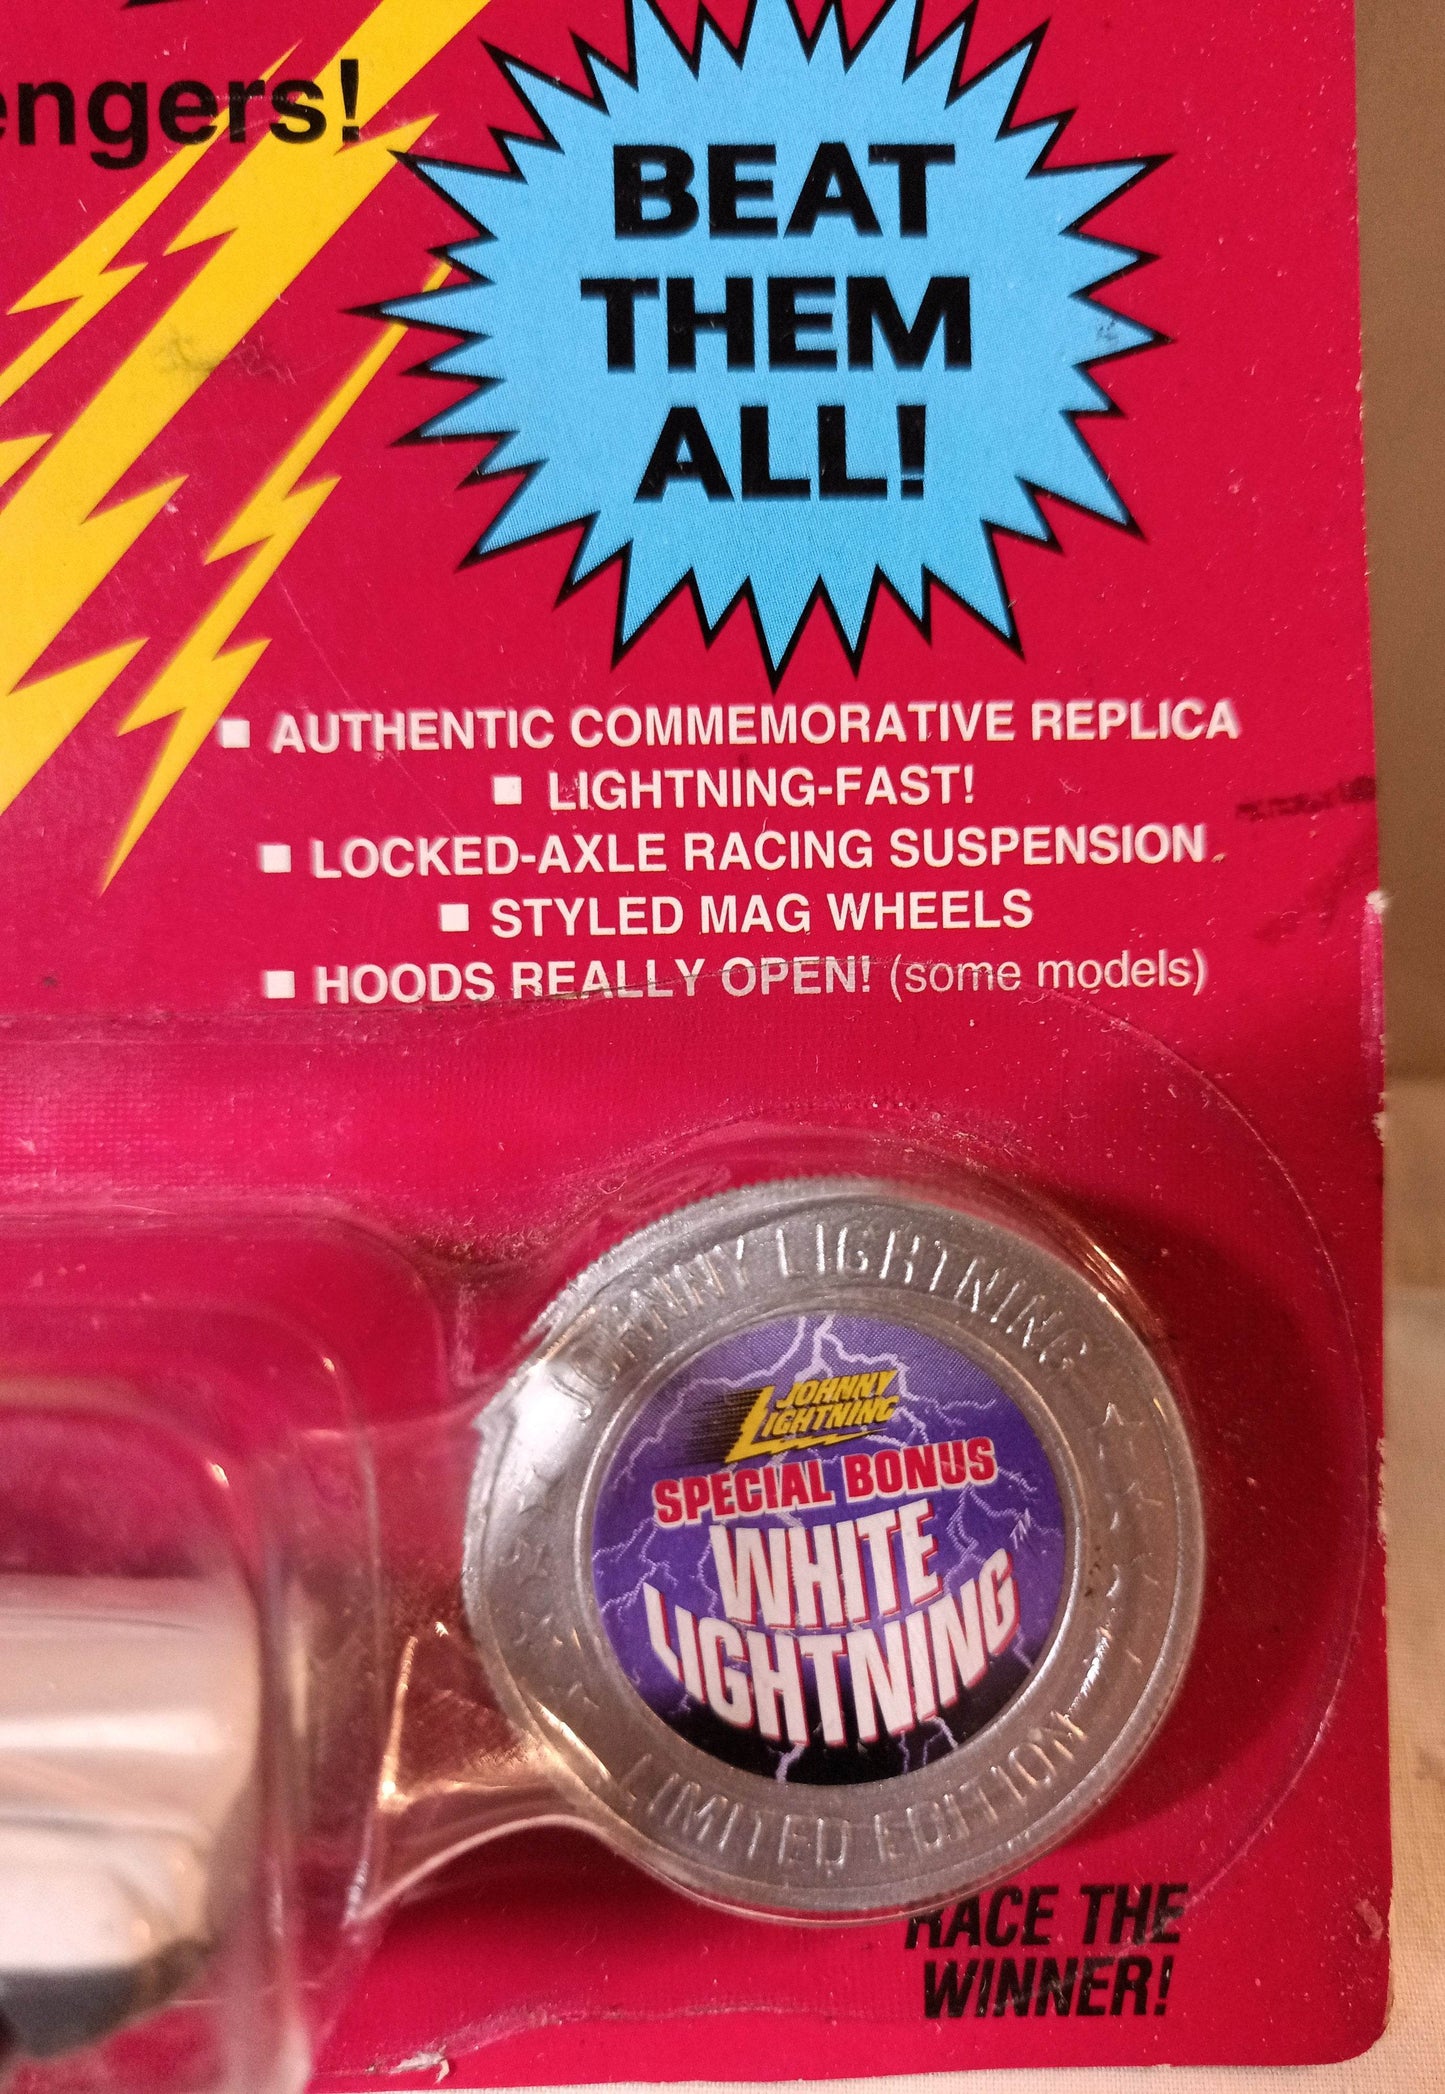 engers!
BEAT
THEM
ALL!
▪ AUTHENTIC COMMEMORATIVE REPLICA
▪ LIGHTNING-FAST!
▪ LOCKED-AXLE RACING SUSPENSION
▪ STYLED MAG WHEELS
▪ HOODS REALLY OPEN! (some models)
JOHNNY LIGHTNING
JOHNNY
LIGHTNING
SPECIAL BONUS
WHITE
LIGHTNING™
LIMITED EDITION
RACE THE
WINNER!